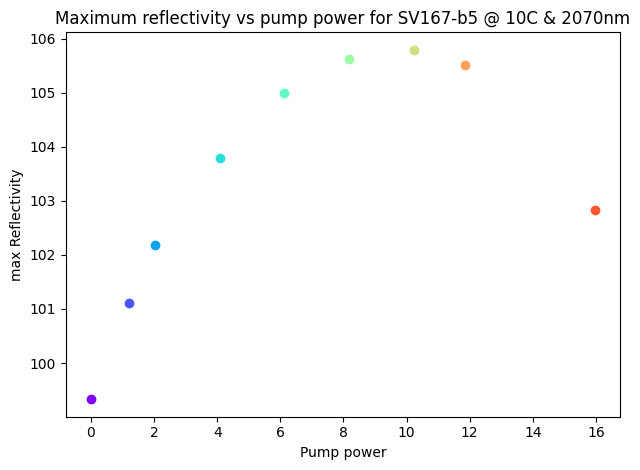 Maximum reflectivity vs pump power for SV167-b5 @ 10C & 2070nm
106
105
104
103
102
101
100
max Reflectivity
0 2 4 6 8 10 12 14 16
Pump power